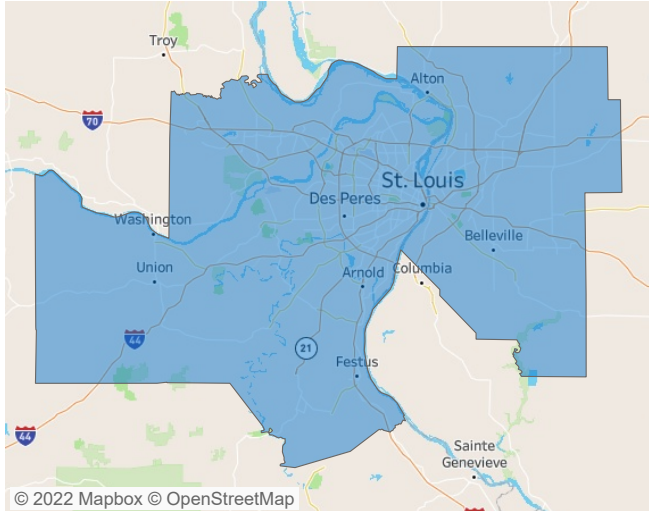 Troy
Alton
70
St. Louis
Des Peres
Washington
Belleville
Union
Arnold
Columbia
44
21
Festus
44
Sainte
Genevieve
© 2022 Mapbox © OpenStreetMap